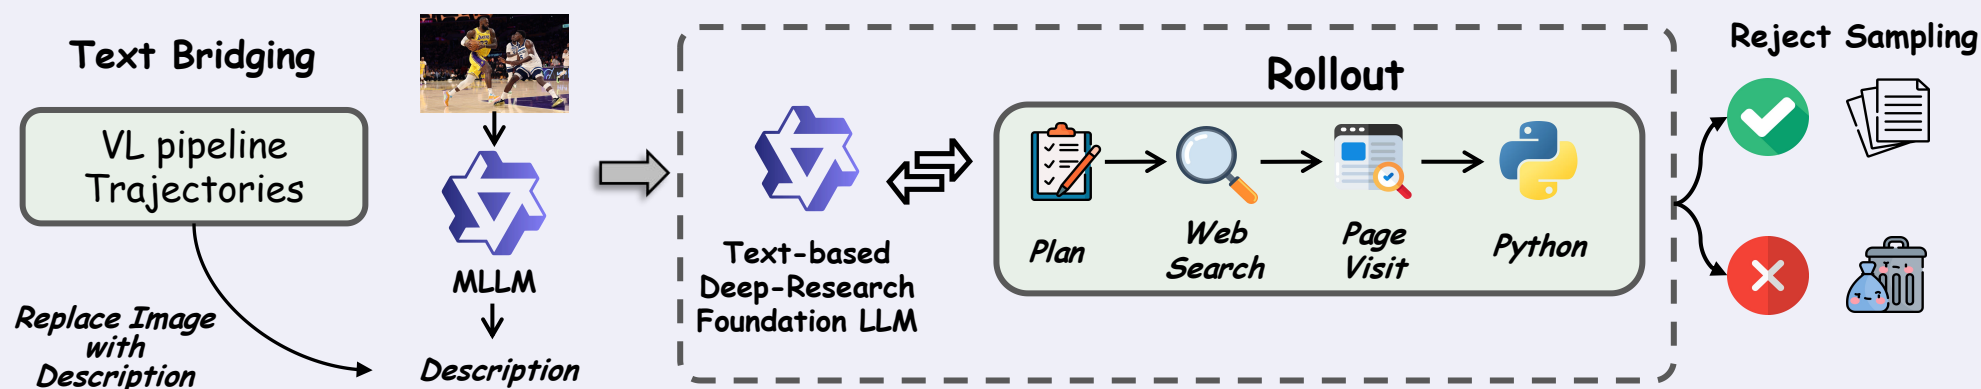 Text Bridging
VL pipeline
Trajectories
Replace Image
with
Description
MLLM
Description
Text-based
Deep-Research
Foundation LLM
Rollout
Plan
Web
Search
Page
Visit
Python
Reject Sampling